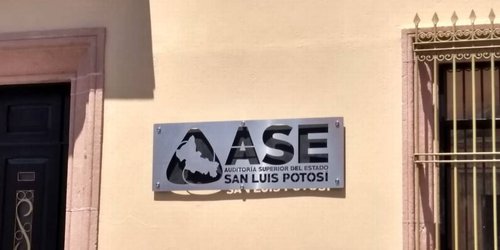 ASE
AUDITORÍA SUPERIOR DEL ESTADO
SAN LUIS POTOSÍ